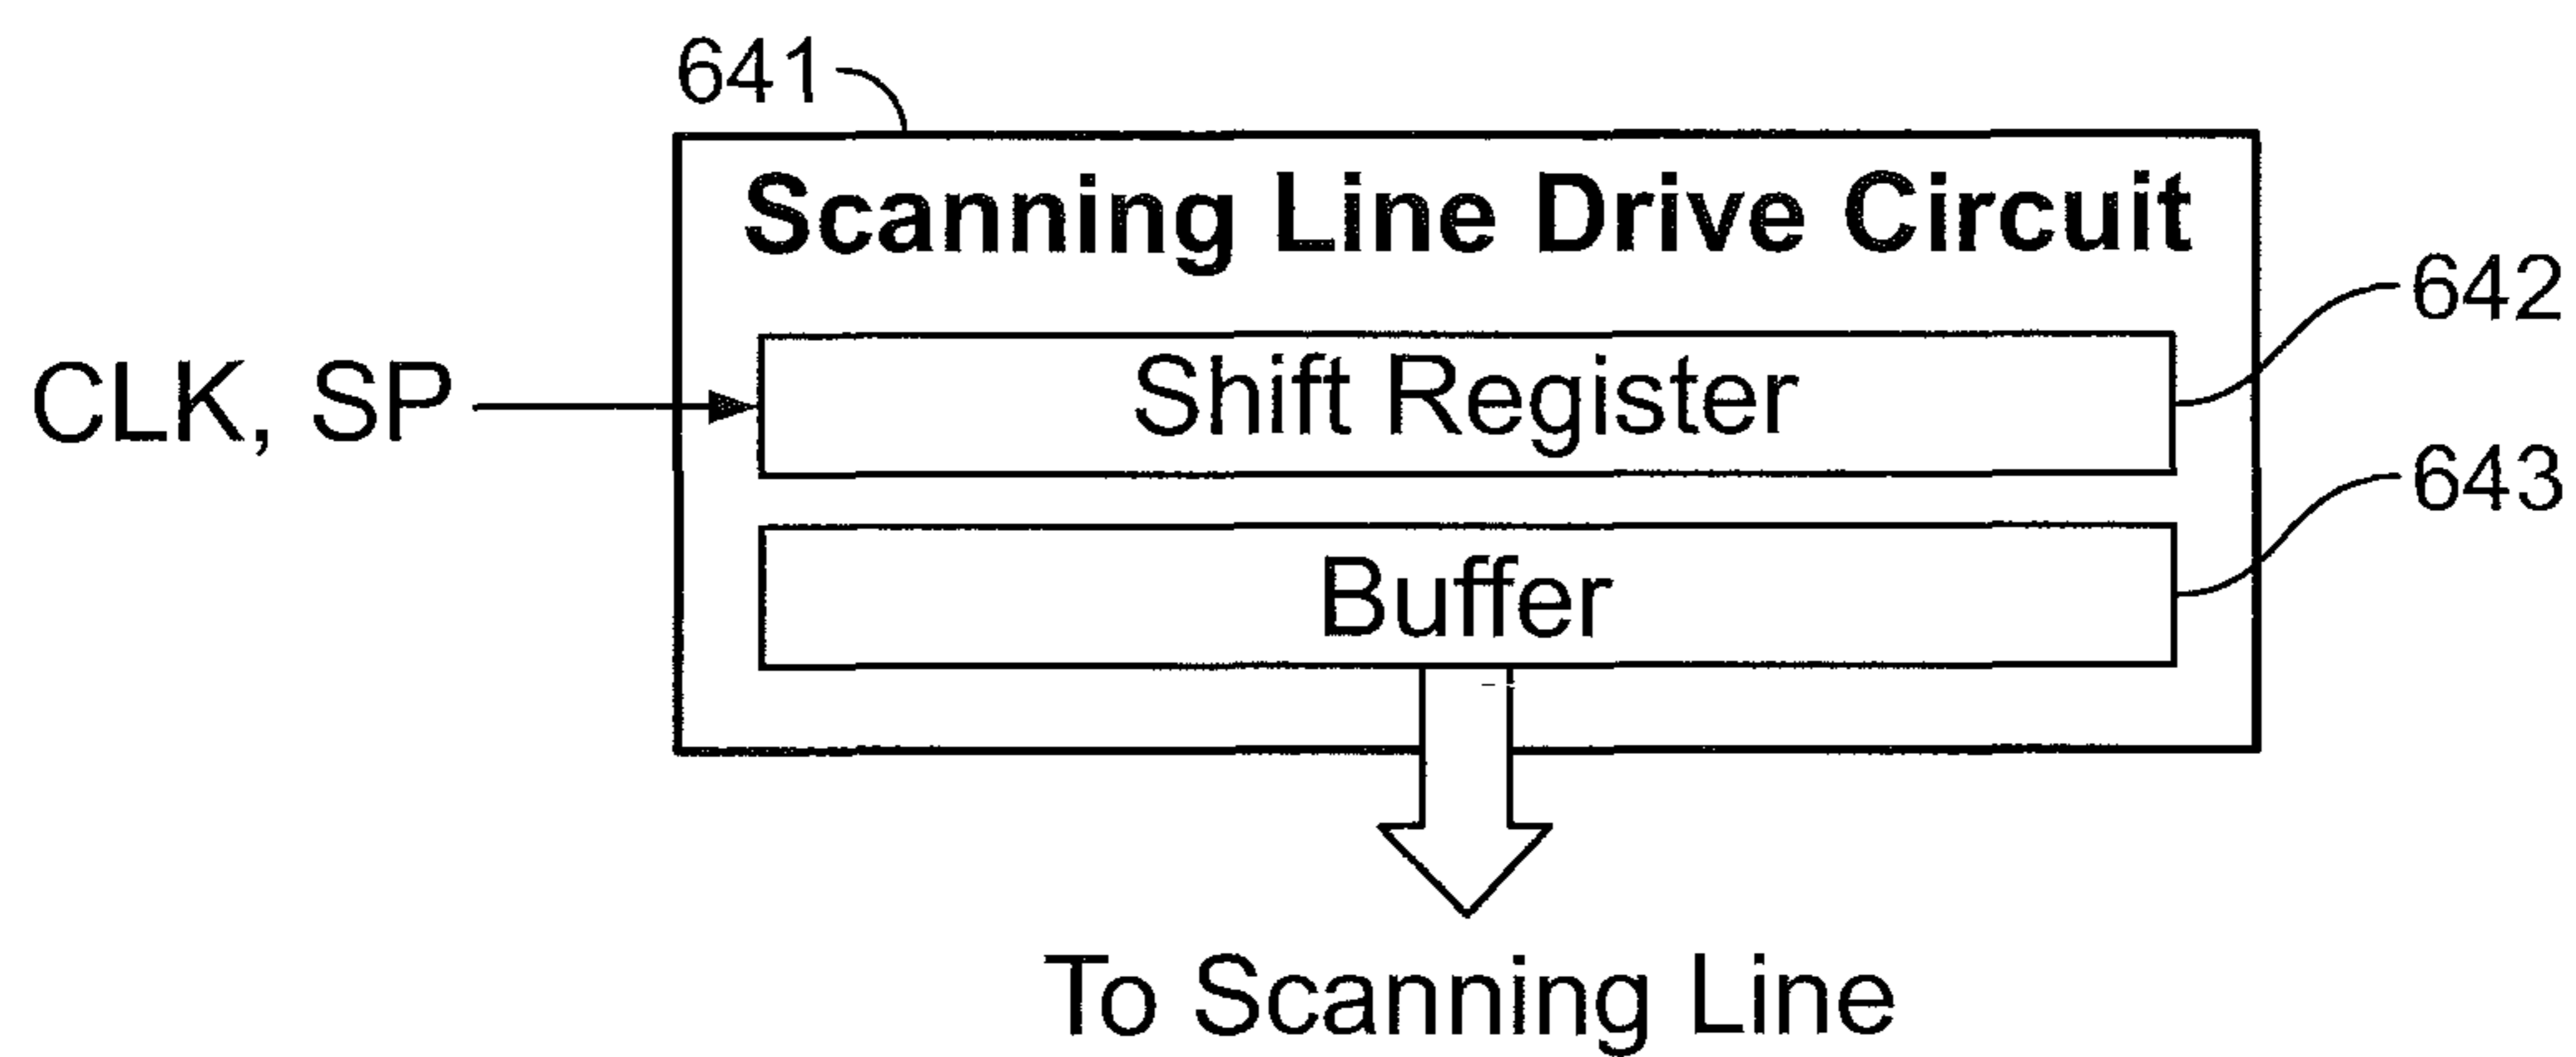 641
Scanning Line Drive Circuit
642
CLK, SP
Shift Register
643
Buffer
To Scanning Line